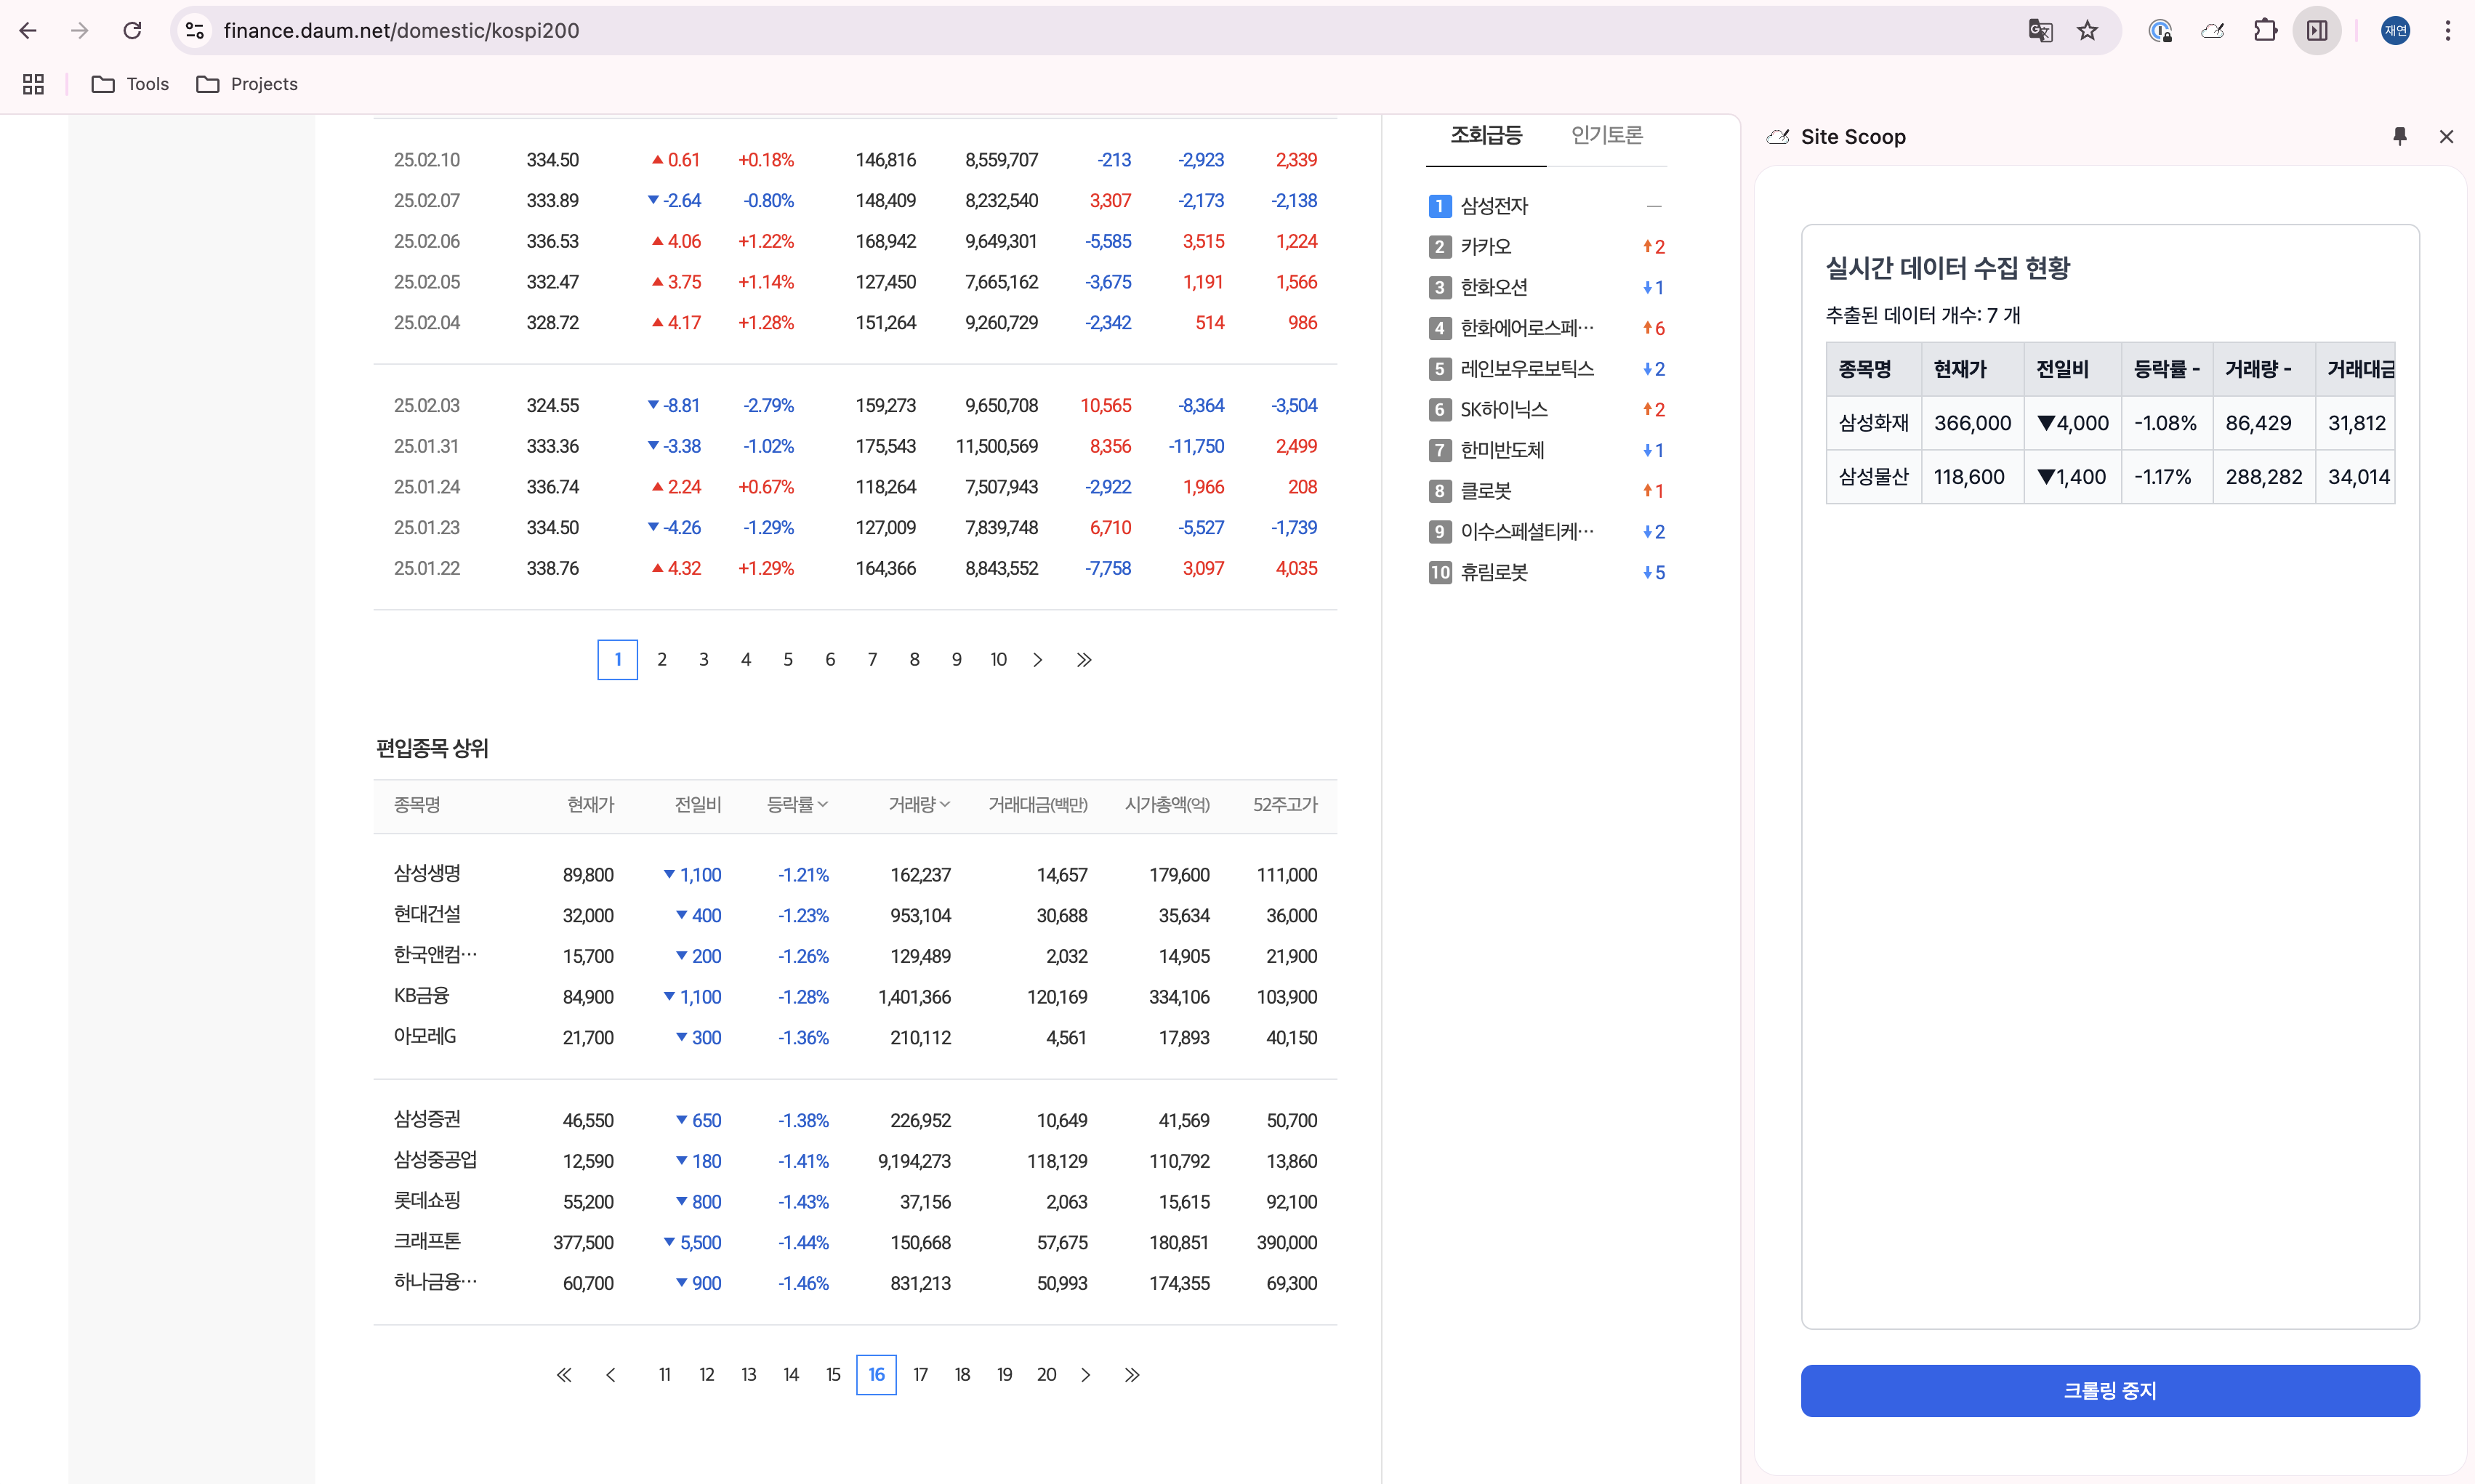 finance.daum.net/domestic/kospi200
재연
Tools
Projects
25.02.10 334.50 ▲ 0.61 +0.18% 146,816 8,559,707 -213 -2,923 2,339
25.02.07 333.89 ▼ -2.64 -0.80% 148,409 8,232,540 3,307 -2,173 -2,138
25.02.06 336.53 ▲ 4.06 +1.22% 168,942 9,649,301 -5,585 3,515 1,224
25.02.05 332.47 ▲ 3.75 +1.14% 127,450 7,665,162 -3,675 1,191 1,566
25.02.04 328.72 ▲ 4.17 +1.28% 151,264 9,260,729 -2,342 514 986
25.02.03 324.55 ▼ -8.81 -2.79% 159,273 9,650,708 10,565 -8,364 -3,504
25.01.31 333.36 ▼ -3.38 -1.02% 175,543 11,500,569 8,356 -11,750 2,499
25.01.24 336.74 ▲ 2.24 +0.67% 118,264 7,507,943 -2,922 1,966 208
25.01.23 334.50 ▼ -4.26 -1.29% 127,009 7,839,748 6,710 -5,527 -1,739
25.01.22 338.76 ▲ 4.32 +1.29% 164,366 8,843,552 -7,758 3,097 4,035
1 2 3 4 5 6 7 8 9 10
편입종목 상위
종목명 현재가 전일비 등락률 거래량 거래대금(백만) 시가총액(억) 52주고가
삼성생명 89,800 ▼ 1,100 -1.21% 162,237 14,657 179,600 111,000
현대건설 32,000 ▼ 400 -1.23% 953,104 30,688 35,634 36,000
한국앤컴… 15,700 ▼ 200 -1.26% 129,489 2,032 14,905 21,900
KB금융 84,900 ▼ 1,100 -1.28% 1,401,366 120,169 334,106 103,900
아모레G 21,700 ▼ 300 -1.36% 210,112 4,561 17,893 40,150
삼성증권 46,550 ▼ 650 -1.38% 226,952 10,649 41,569 50,700
삼성중공업 12,590 ▼ 180 -1.41% 9,194,273 118,129 110,792 13,860
롯데쇼핑 55,200 ▼ 800 -1.43% 37,156 2,063 15,615 92,100
크래프톤 377,500 ▼ 5,500 -1.44% 150,668 57,675 180,851 390,000
하나금융… 60,700 ▼ 900 -1.46% 831,213 50,993 174,355 69,300
11 12 13 14 15 16 17 18 19 20
조회급등 인기토론
1 삼성전자 —
2 카카오 ↑2
3 한화오션 ↓1
4 한화에어로스페… ↑6
5 레인보우로보틱스 ↓2
6 SK하이닉스 ↑2
7 한미반도체 ↓1
8 클로봇 ↑1
9 이수스페셜티케… ↓2
10 휴림로봇 ↓5
Site Scoop
실시간 데이터 수집 현황
추출된 데이터 개수: 7 개
종목명 현재가 전일비 등락률 - 거래량 - 거래대금
삼성화재 366,000 ▼4,000 -1.08% 86,429 31,812
삼성물산 118,600 ▼1,400 -1.17% 288,282 34,014
크롤링 중지